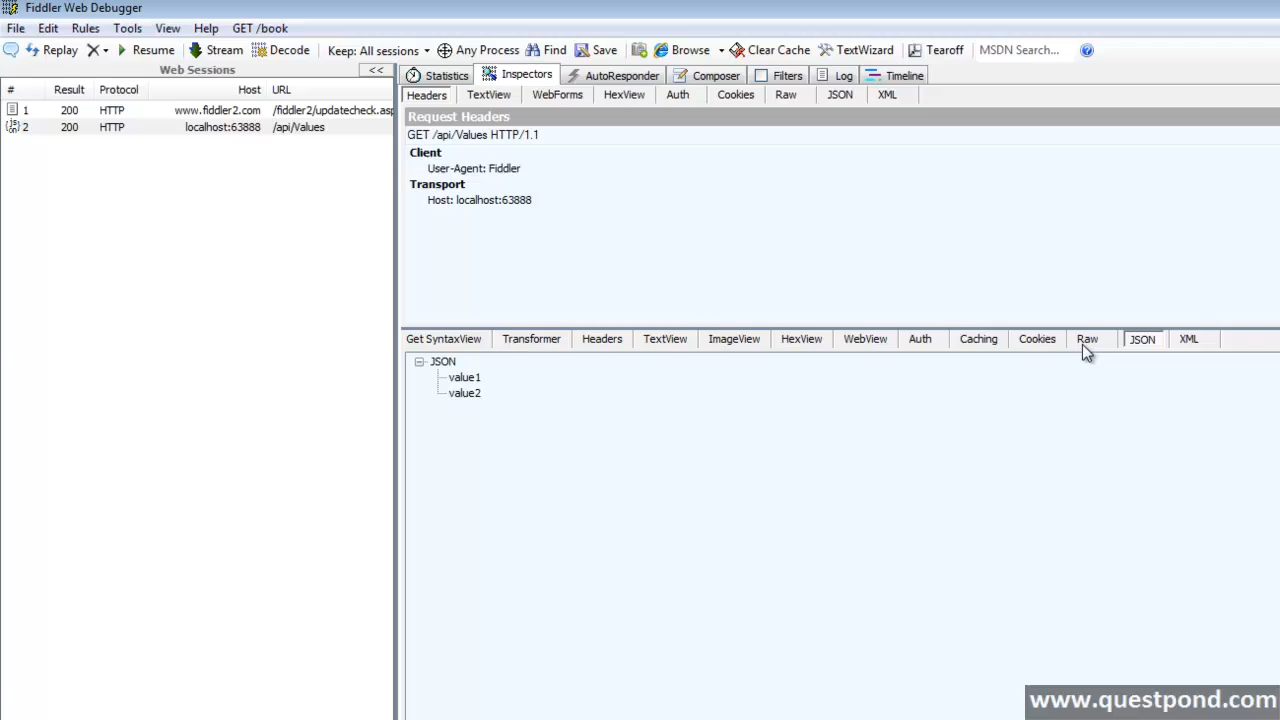 Fiddler Web Debugger
File Edit Rules Tools View Help GET /book
Replay Resume Stream Decode Keep: All sessions Any Process Find Save Browse Clear Cache TextWizard Tearoff MSDN Search...
Web Sessions <<
# Result Protocol Host URL
1 200 HTTP www.fiddler2.com /fiddler2/updatecheck.asp
2 200 HTTP localhost:63888 /api/Values
Statistics Inspectors AutoResponder Composer Filters Log Timeline
Headers TextView WebForms HexView Auth Cookies Raw JSON XML
Request Headers
GET /api/Values HTTP/1.1
Client
User-Agent: Fiddler
Transport
Host: localhost:63888
Get SyntaxView Transformer Headers TextView ImageView HexView WebView Auth Caching Cookies Raw JSON XML
JSON
value1
value2
www.questpond.com